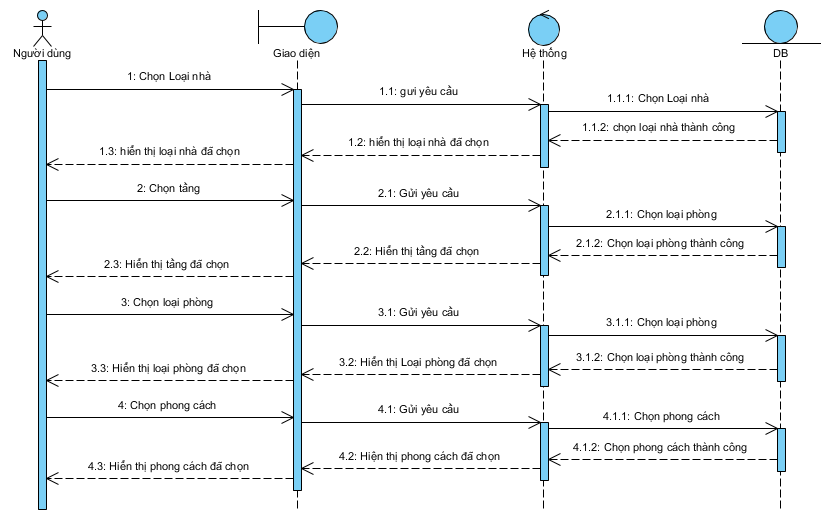 Người dùng
Giao diện
Hệ thống
DB
1: Chọn Loại nhà
1.1: gưi yêu cầu
1.1.1: Chọn Loại nhà
1.1.2: chọn loại nhà thành công
1.2: hiển thị loại nhà đã chọn
1.3: hiển thị loại nhà đã chọn
2: Chọn tầng
2.1: Gửi yêu cầu
2.1.1: Chọn loại phòng
2.1.2: Chọn loại phòng thành công
2.2: Hiển thị tầng đã chọn
2.3: Hiển thị tầng đã chọn
3: Chọn loại phòng
3.1: Gửi yêu cầu
3.1.1: Chọn loại phòng
3.1.2: Chọn loại phòng thành công
3.2: Hiển thị Loại phòng đã chọn
3.3: Hiển thị loại phòng đã chọn
4: Chọn phong cách
4.1: Gửi yêu cầu
4.1.1: Chọn phong cách
4.1.2: Chọn phong cách thành công
4.2: Hiện thị phong cách đã chọn
4.3: Hiển thị phong cách đã chọn